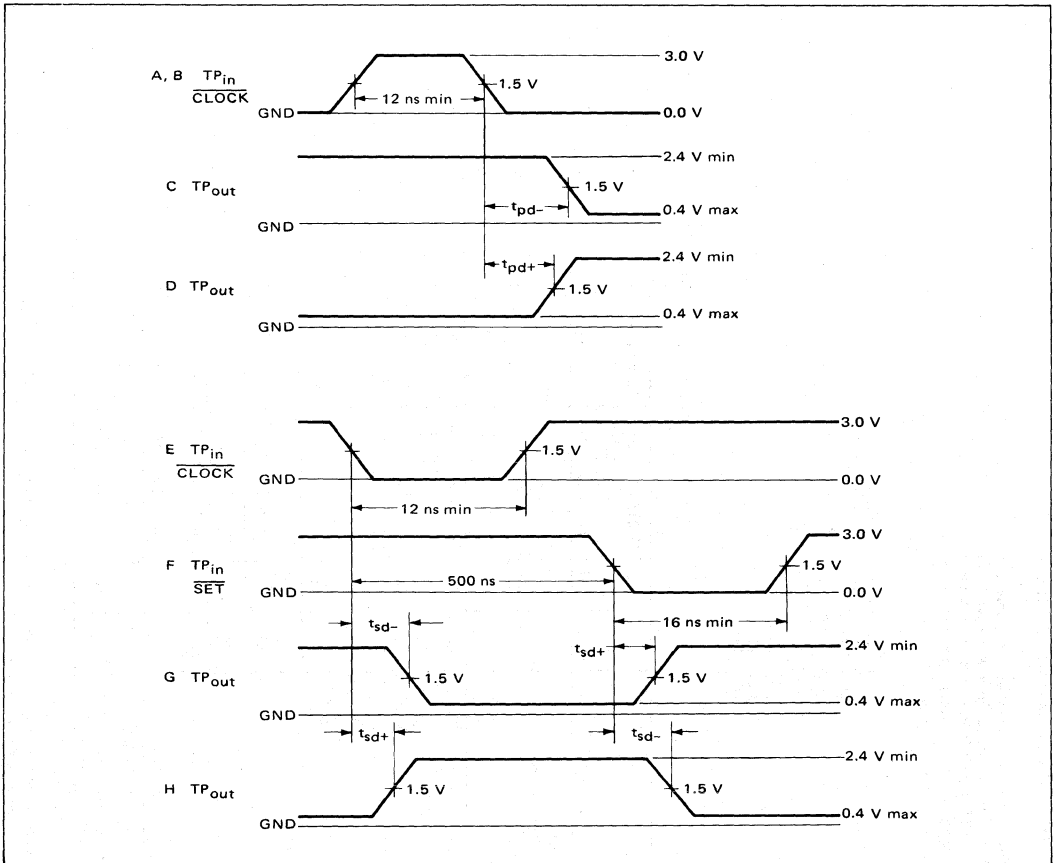 3.0 V
A, B TPin
CLOCK
12 ns min
1.5 V
GND
0.0 V
2.4 V min
C TPout
1.5 V
tpd-
0.4 V max
GND
tpd+
2.4 V min
D TPout
1.5 V
0.4 V max
GND
3.0 V
E TPin
CLOCK
1.5 V
GND
0.0 V
12 ns min
3.0 V
F TPin
SET
1.5 V
500 ns
GND
0.0 V
16 ns min
tsd-
tsd+
2.4 V min
G TPout
1.5 V
1.5 V
0.4 V max
GND
tsd+
tsd-
2.4 V min
H TPout
1.5 V
1.5 V
0.4 V max
GND